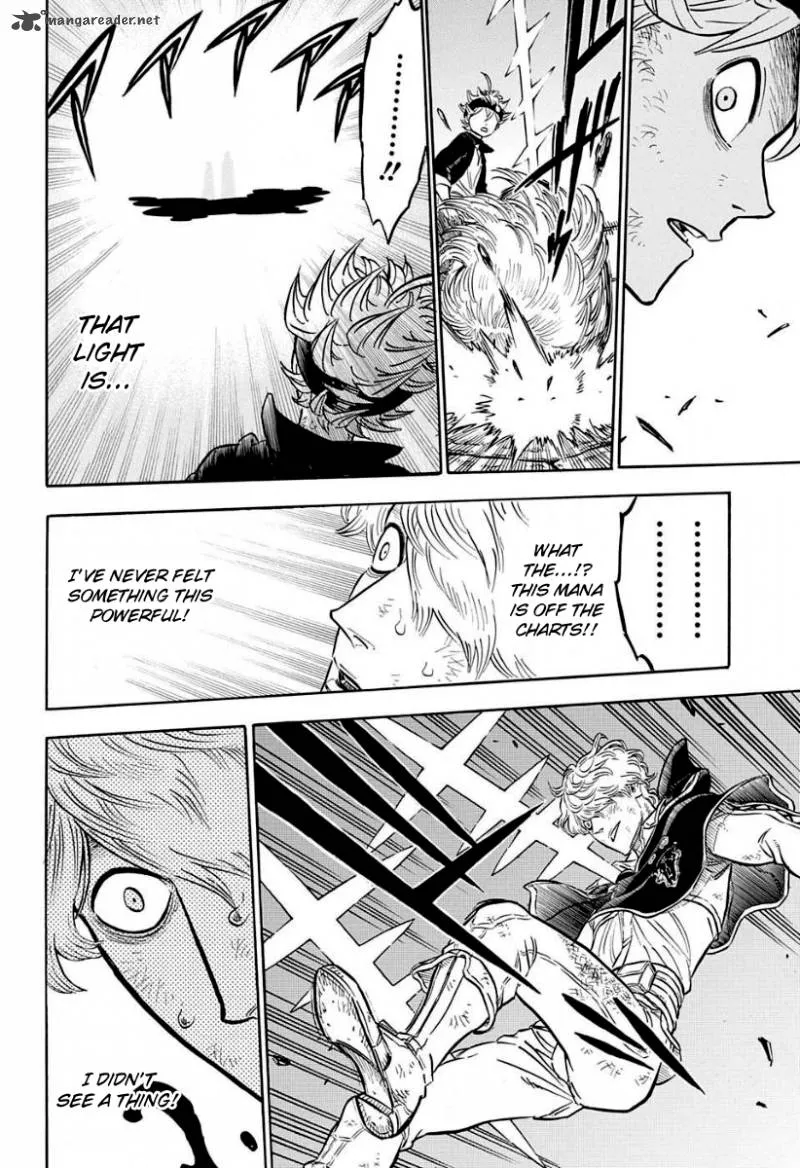 mangareader.net
......!!
THAT
LIGHT
IS...
........
WHAT
THE...!?
THIS MANA
IS OFF THE
CHARTS!!
I'VE NEVER FELT
SOMETHING THIS
POWERFUL!
I DIDN'T
SEE A THING!